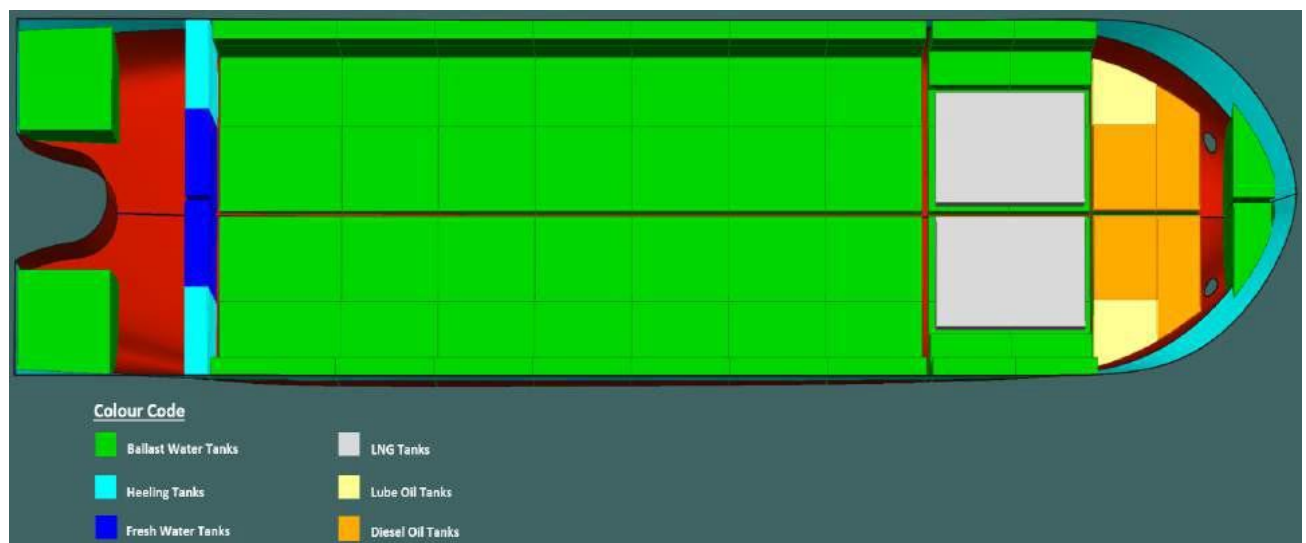 Colour Code
Ballast Water Tanks
LNG Tanks
Heeling Tanks
Lube Oil Tanks
Fresh Water Tanks
Diesel Oil Tanks